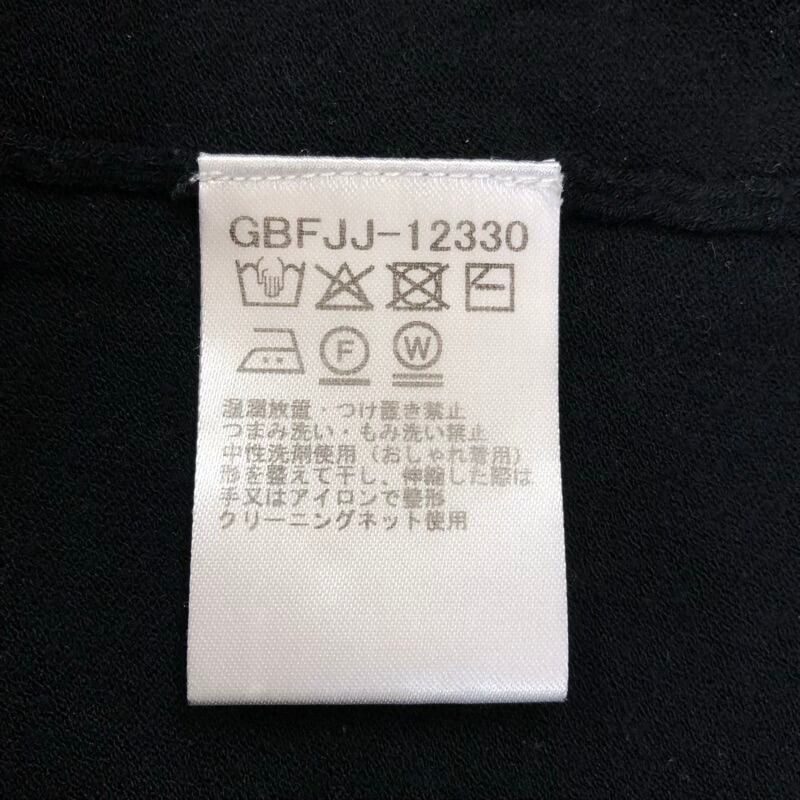 GBFJJ-12330
F W
湿潤放置・つけ置き禁止
つまみ洗い・もみ洗い禁止
中性洗剤使用（おしゃれ着用）
形を整えて干し、伸縮した際は
手又はアイロンで整形
クリーニングネット使用